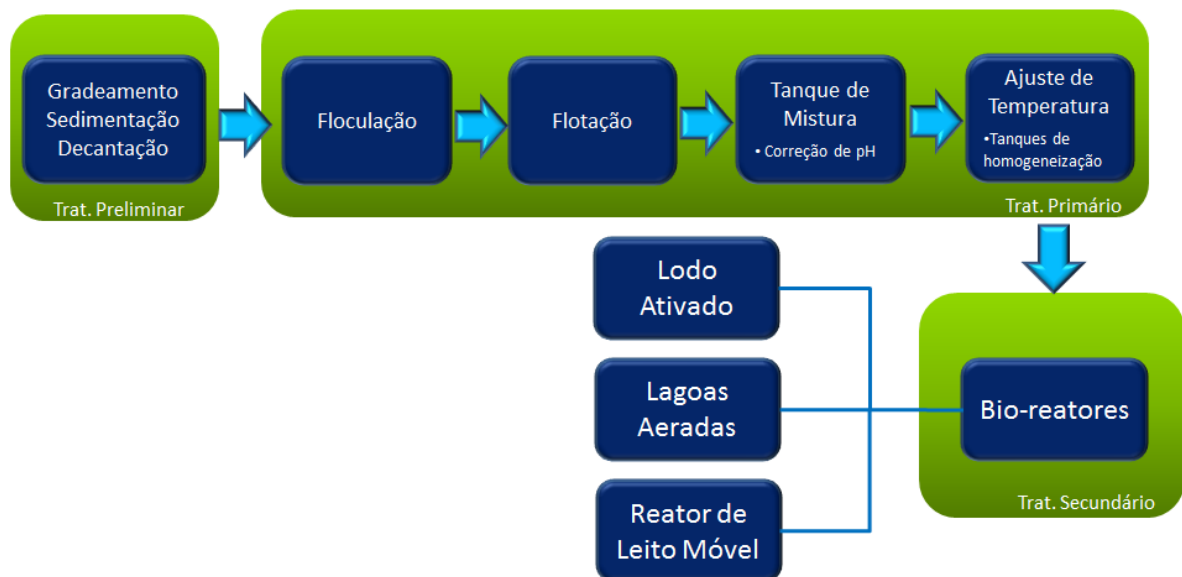 Gradeamento
Sedimentação
Decantação
Trat. Preliminar
Floculação
Flotação
Tanque de
Mistura
• Correção de pH
Ajuste de
Temperatura
•Tanques de
homogeneização
Trat. Primário
Lodo
Ativado
Lagoas
Aeradas
Reator de
Leito Móvel
Bio-reatores
Trat. Secundário